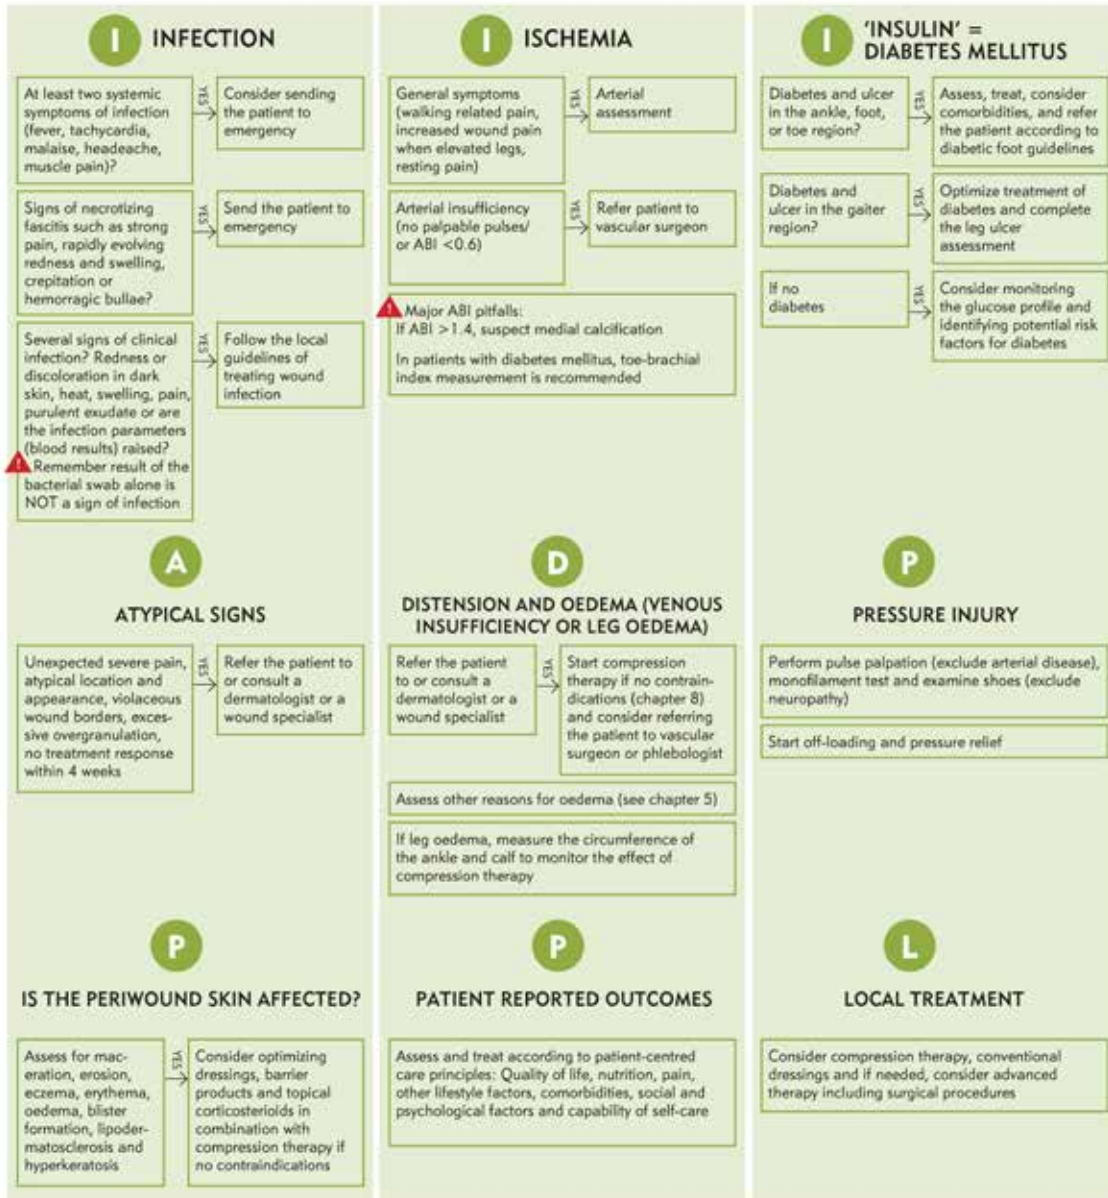 I INFECTION
At least two systemic
symptoms of infection
(fever, tachycardia,
malaise, headeache,
muscle pain)?
YES
Consider sending
the patient to
emergency
Signs of necrotizing
fascitis such as strong
pain, rapidly evolving
redness and swelling,
crepitation or
hemorragic bullae?
YES
Send the patient to
emergency
Several signs of clinical
infection? Redness or
discoloration in dark
skin, heat, swelling, pain,
purulent exudate or are
the infection parameters
(blood results) raised?
! Remember result of the
bacterial swab alone is
NOT a sign of infection
YES
Follow the local
guidelines of
treating wound
infection
I ISCHEMIA
General symptoms
(walking related pain,
increased wound pain
when elevated legs,
resting pain)
YES
Arterial
assessment
Arterial insufficiency
(no palpable pulses/
or ABI <0.6)
YES
Refer patient to
vascular surgeon
! Major ABI pitfalls:
If ABI >1.4, suspect medial calcification
In patients with diabetes mellitus, toe-brachial
index measurement is recommended
I 'INSULIN' =
DIABETES MELLITUS
Diabetes and ulcer
in the ankle, foot,
or toe region?
YES
Assess, treat, consider
comorbidities, and refer
the patient according to
diabetic foot guidelines
Diabetes and
ulcer in the gaiter
region?
YES
Optimize treatment of
diabetes and complete
the leg ulcer
assessment
If no
diabetes
YES
Consider monitoring
the glucose profile and
identifying potential risk
factors for diabetes
A
ATYPICAL SIGNS
Unexpected severe pain,
atypical location and
appearance, violaceous
wound borders, exces-
sive overgranulation,
no treatment response
within 4 weeks
YES
Refer the patient to
or consult a
dermatologist or a
wound specialist
D
DISTENSION AND OEDEMA (VENOUS
INSUFFICIENCY OR LEG OEDEMA)
Refer the patient
to or consult a
dermatologist or a
wound specialist
YES
Start compression
therapy if no contrain-
dications (chapter 8)
and consider referring
the patient to vascular
surgeon or phlebologist
Assess other reasons for oedema (see chapter 5)
If leg oedema, measure the circumference of
the ankle and calf to monitor the effect of
compression therapy
P
PRESSURE INJURY
Perform pulse palpation (exclude arterial disease),
monofilament test and examine shoes (exclude
neuropathy)
Start off-loading and pressure relief
P
IS THE PERIWOUND SKIN AFFECTED?
Assess for mac-
eration, erosion,
eczema, erythema,
oedema, blister
formation, lipoder-
matosclerosis and
hyperkeratosis
YES
Consider optimizing
dressings, barrier
products and topical
corticosterioids in
combination with
compression therapy if
no contraindications
P
PATIENT REPORTED OUTCOMES
Assess and treat according to patient-centred
care principles: Quality of life, nutrition, pain,
other lifestyle factors, comorbidities, social and
psychological factors and capability of self-care
L
LOCAL TREATMENT
Consider compression therapy, conventional
dressings and if needed, consider advanced
therapy including surgical procedures